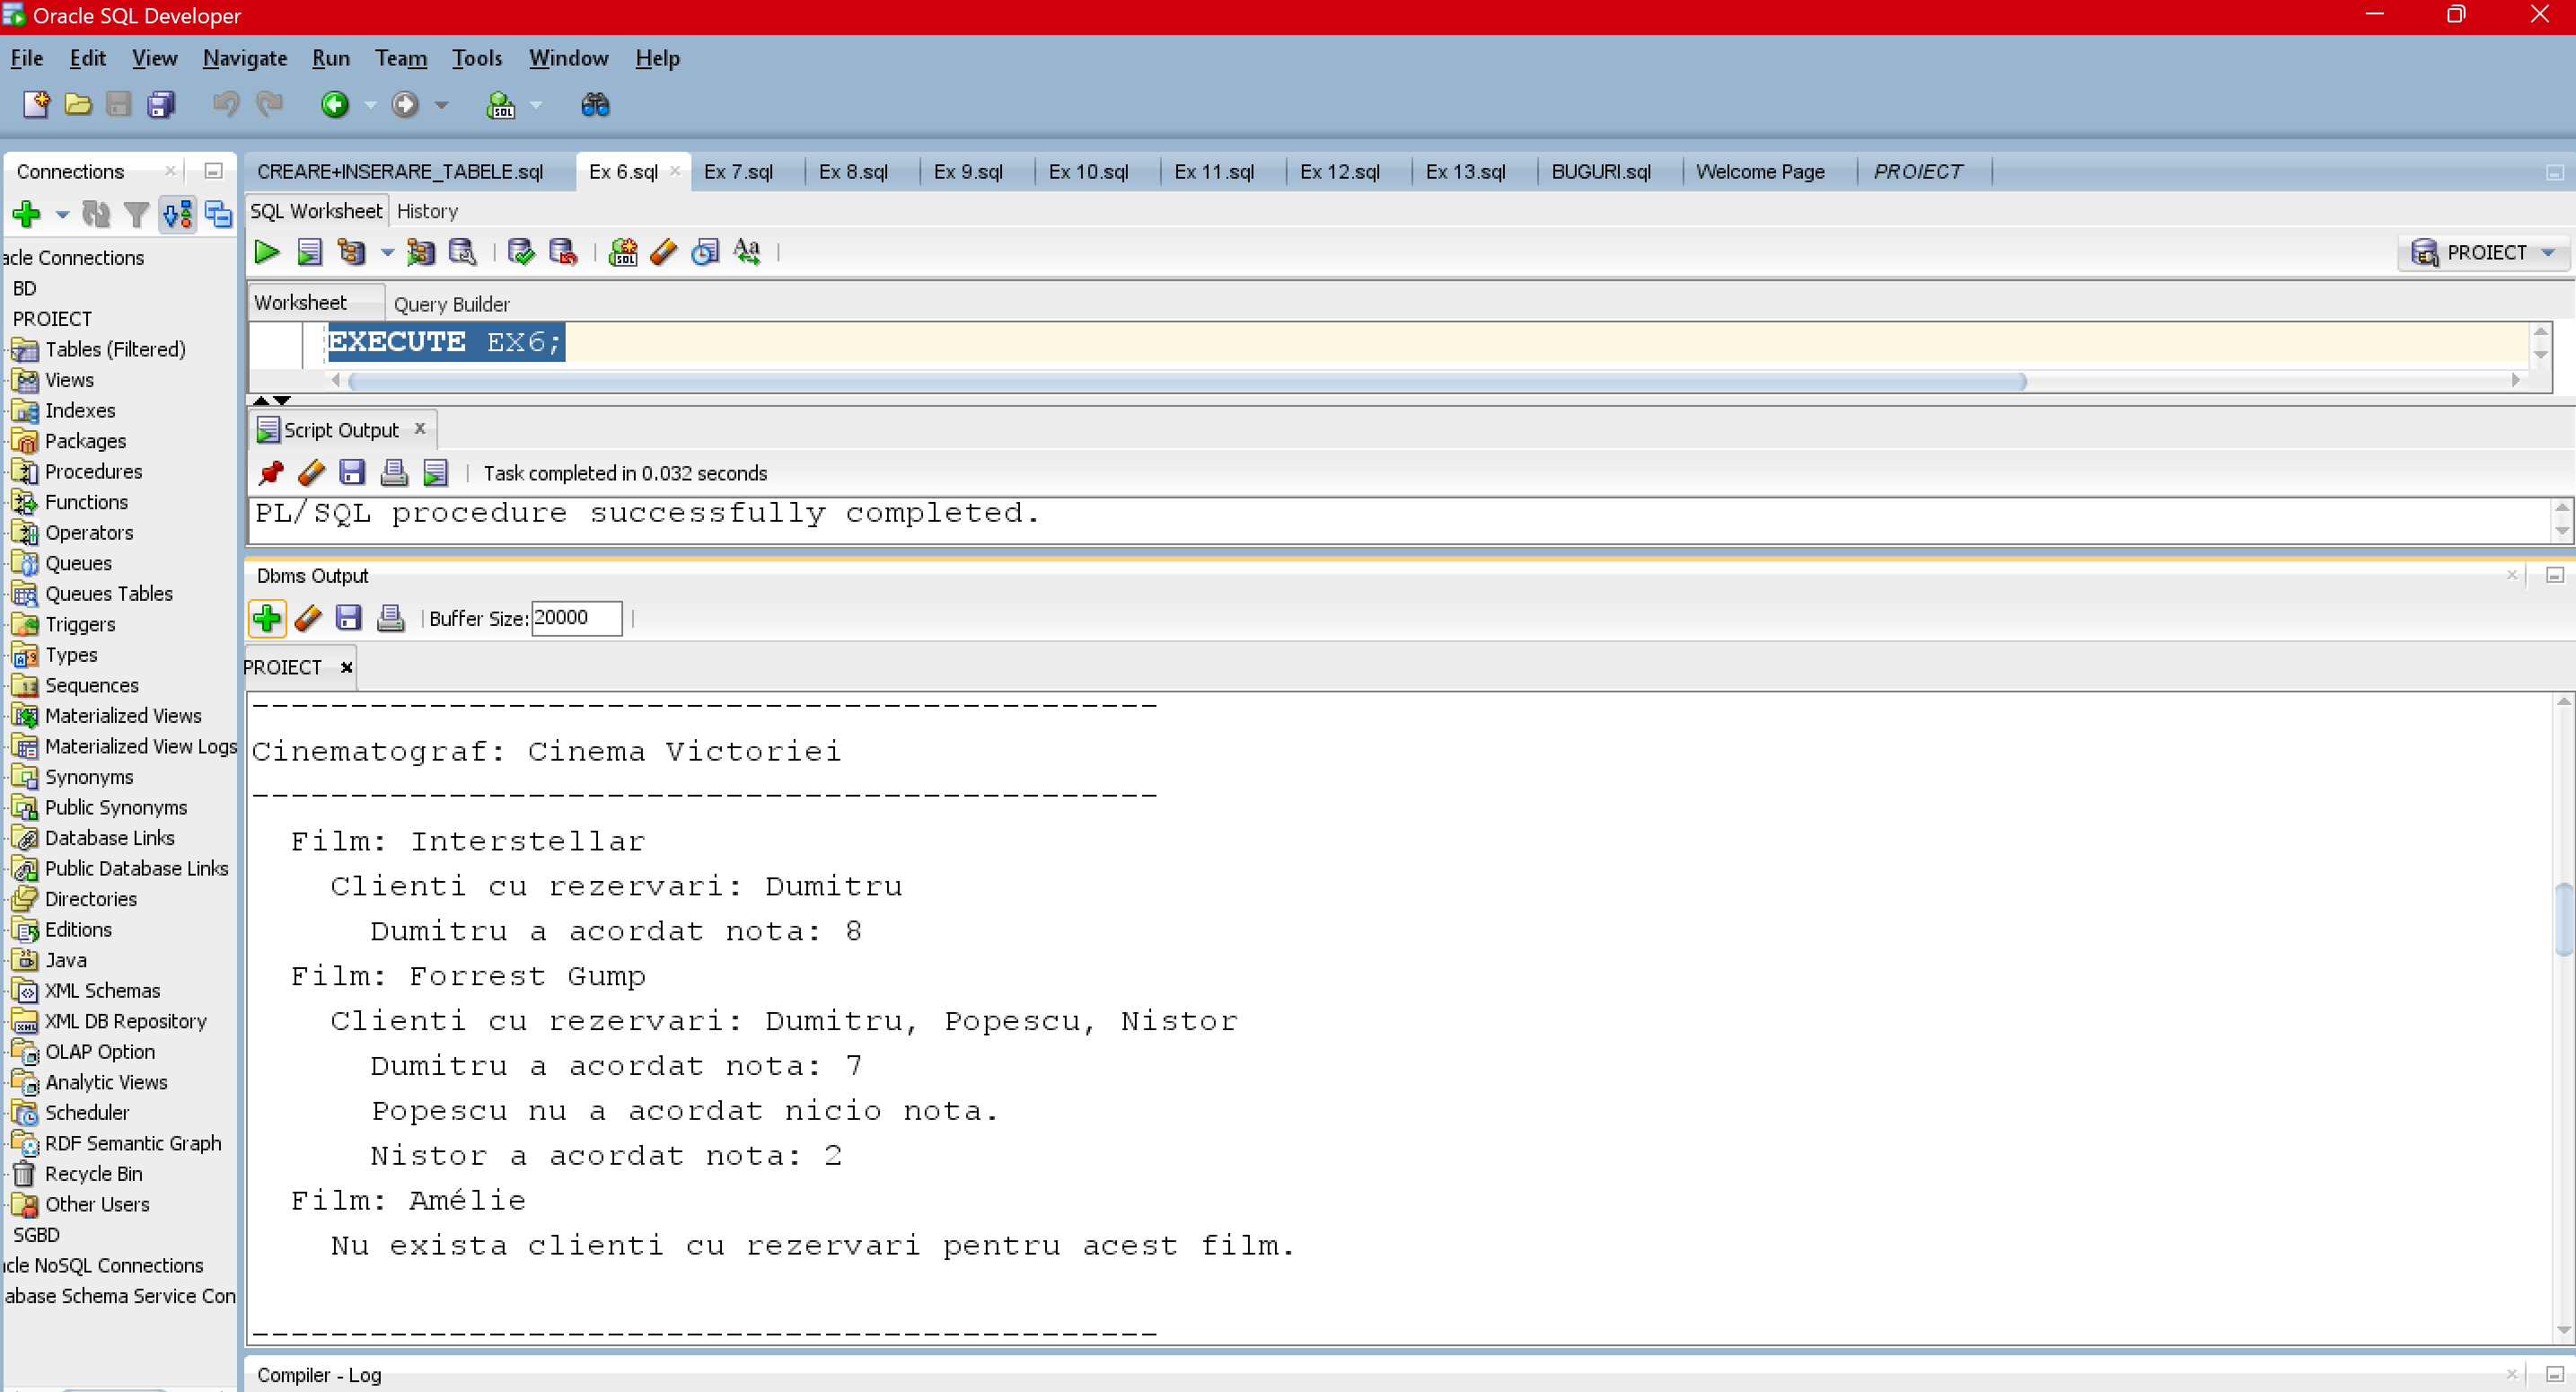 Oracle SQL Developer
File Edit View Navigate Run Team Tools Window Help
Connections
CREARE+INSERARE_TABELE.sql Ex 6.sql Ex 7.sql Ex 8.sql Ex 9.sql Ex 10.sql Ex 11.sql Ex 12.sql Ex 13.sql BUGURI.sql Welcome Page PROIECT
SQL Worksheet History
PROIECT
Worksheet Query Builder
EXECUTE EX6;
Script Output
Task completed in 0.032 seconds
PL/SQL procedure successfully completed.
Dbms Output
Buffer Size: 20000
PROIECT
----------------------------------------------
Cinematograf: Cinema Victoriei
----------------------------------------------
Film: Interstellar
Clienti cu rezervari: Dumitru
Dumitru a acordat nota: 8
Film: Forrest Gump
Clienti cu rezervari: Dumitru, Popescu, Nistor
Dumitru a acordat nota: 7
Popescu nu a acordat nicio nota.
Nistor a acordat nota: 2
Film: Amélie
Nu exista clienti cu rezervari pentru acest film.
----------------------------------------------
Compiler - Log
acle Connections
BD
PROIECT
Tables (Filtered)
Views
Indexes
Packages
Procedures
Functions
Operators
Queues
Queues Tables
Triggers
Types
Sequences
Materialized Views
Materialized View Logs
Synonyms
Public Synonyms
Database Links
Public Database Links
Directories
Editions
Java
XML Schemas
XML DB Repository
OLAP Option
Analytic Views
Scheduler
RDF Semantic Graph
Recycle Bin
Other Users
SGBD
cle NoSQL Connections
abase Schema Service Con